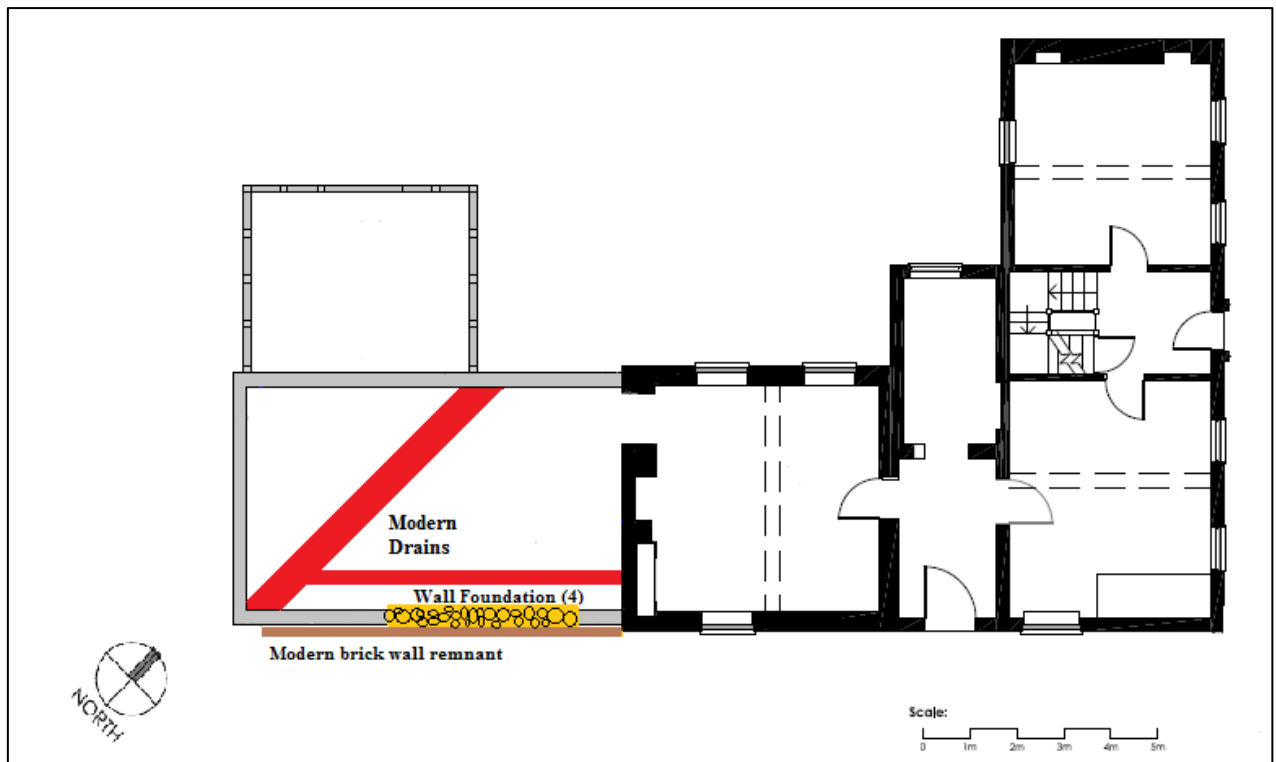 Modern
Drains
Wall Foundation (4)
Modern brick wall remnant
NORTH
Scale:
0 1m 2m 3m 4m 5m